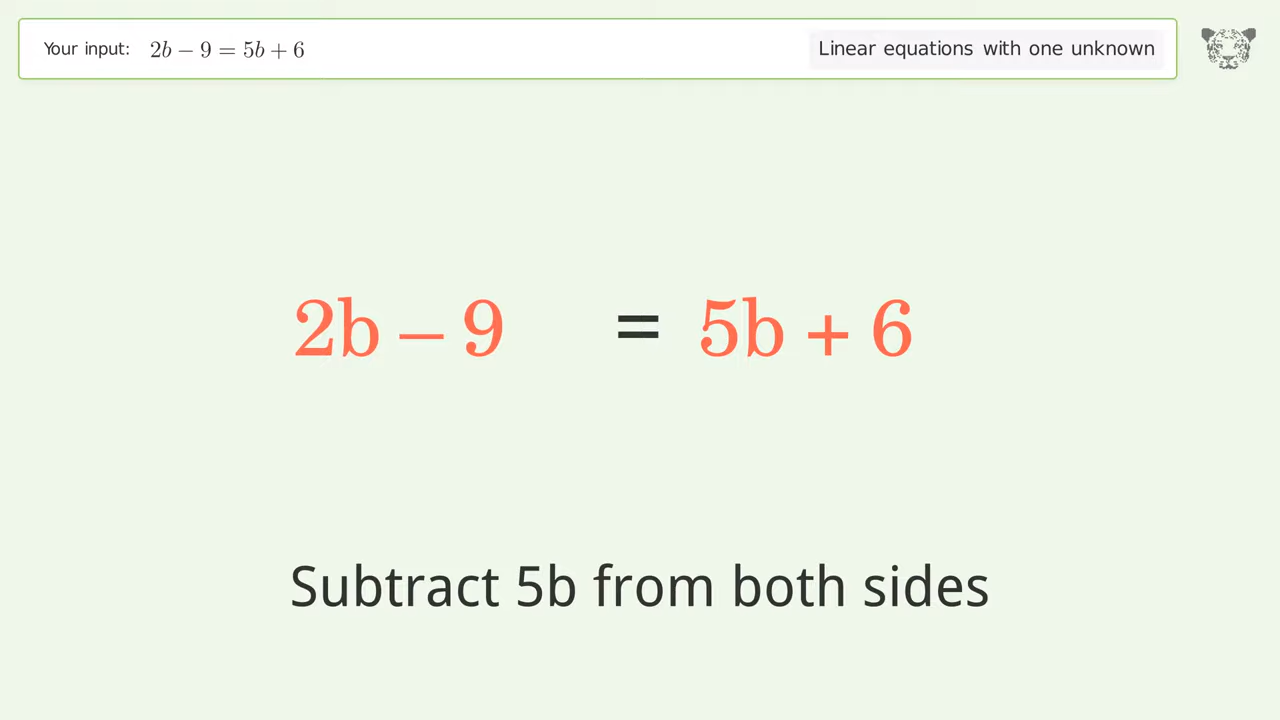 Your input: 2b − 9 = 5b + 6 Linear equations with one unknown
2b – 9 = 5b + 6
Subtract 5b from both sides